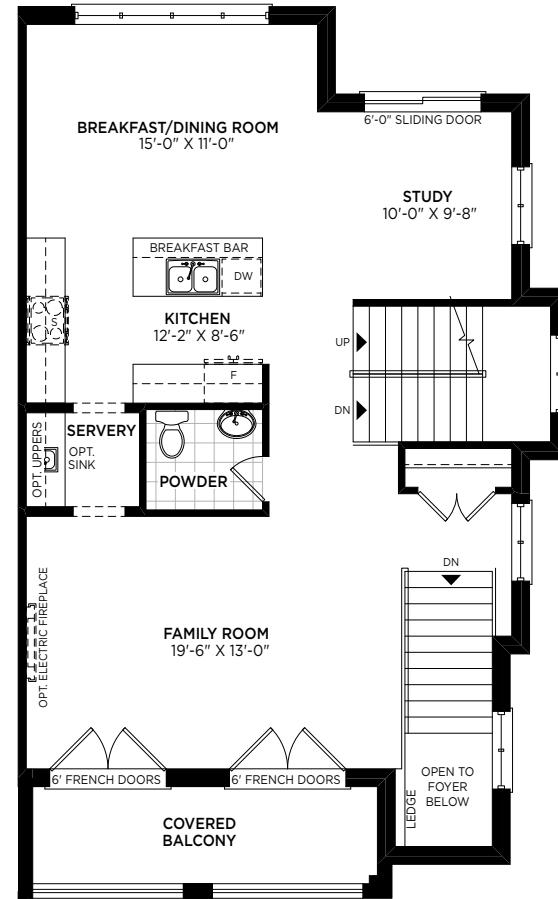 6'-0" SLIDING DOOR
BREAKFAST/DINING ROOM
15'-0" X 11'-0"
STUDY
10'-0" X 9'-8"
BREAKFAST BAR
DW
S
KITCHEN
12'-2" X 8'-6"
F
UP
DN
SERVERY
OPT. UPPERS
OPT.
SINK
POWDER
DN
OPT. ELECTRIC FIREPLACE
FAMILY ROOM
19'-6" X 13'-0"
6' FRENCH DOORS
6' FRENCH DOORS
OPEN TO
FOYER
BELOW
LEDGE
COVERED
BALCONY